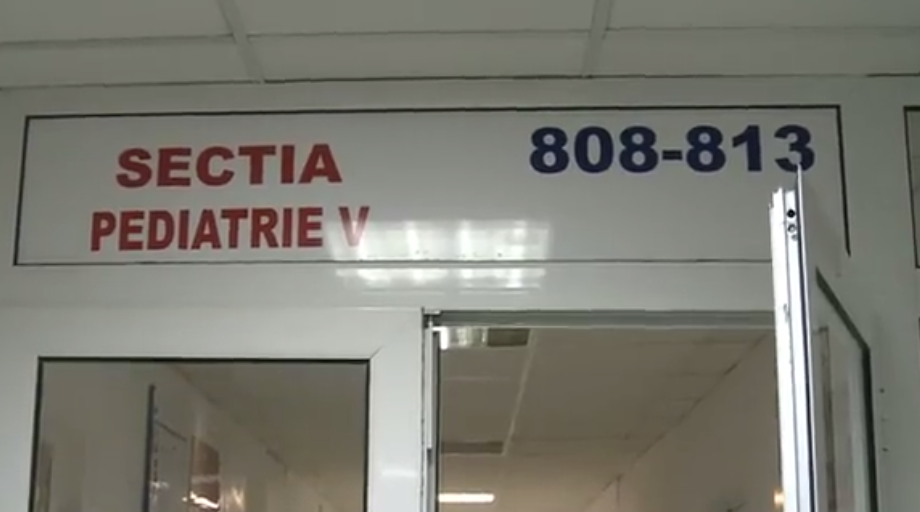 SECTIA
PEDIATRIE V
808-813